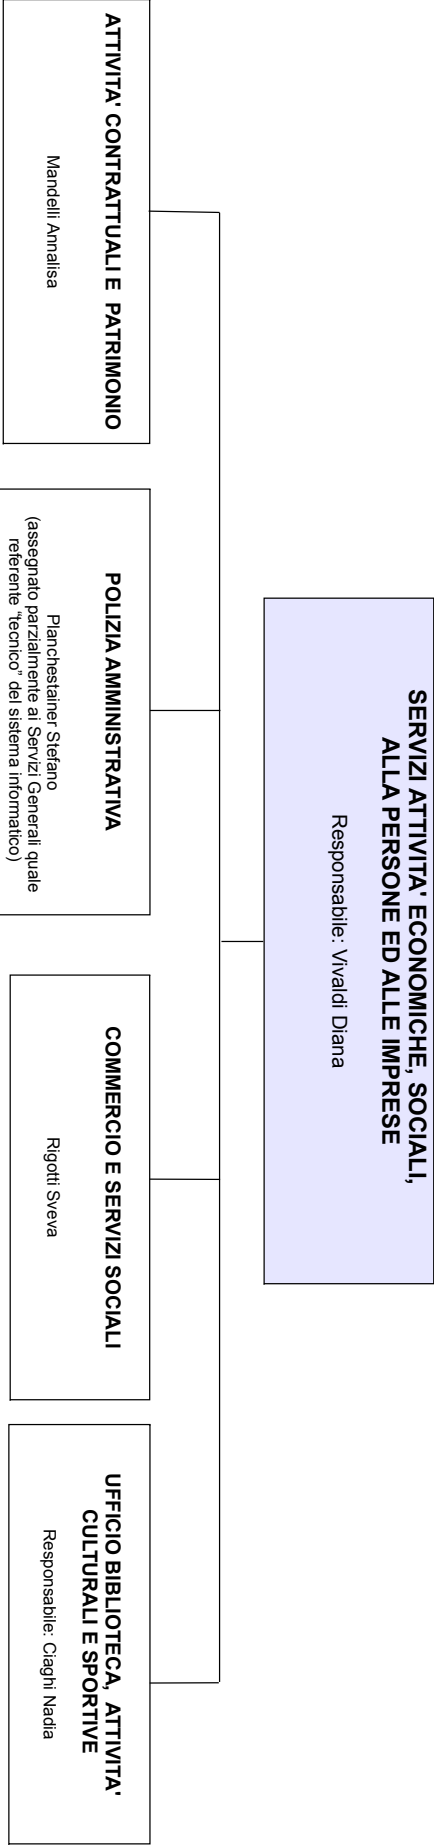 SERVIZI ATTIVITA' ECONOMICHE, SOCIALI,
ALLA PERSONE ED ALLE IMPRESE
Responsabile: Vivaldi Diana
ATTIVITA' CONTRATTUALI E PATRIMONIO
Mandelli Annalisa
POLIZIA AMMINISTRATIVA
Planchestainer Stefano
(assegnato parzialmente ai Servizi Generali quale
referente “tecnico” del sistema informatico)
COMMERCIO E SERVIZI SOCIALI
Rigotti Sveva
UFFICIO BIBLIOTECA, ATTIVITA'
CULTURALI E SPORTIVE
Responsabile: Ciaghi Nadia